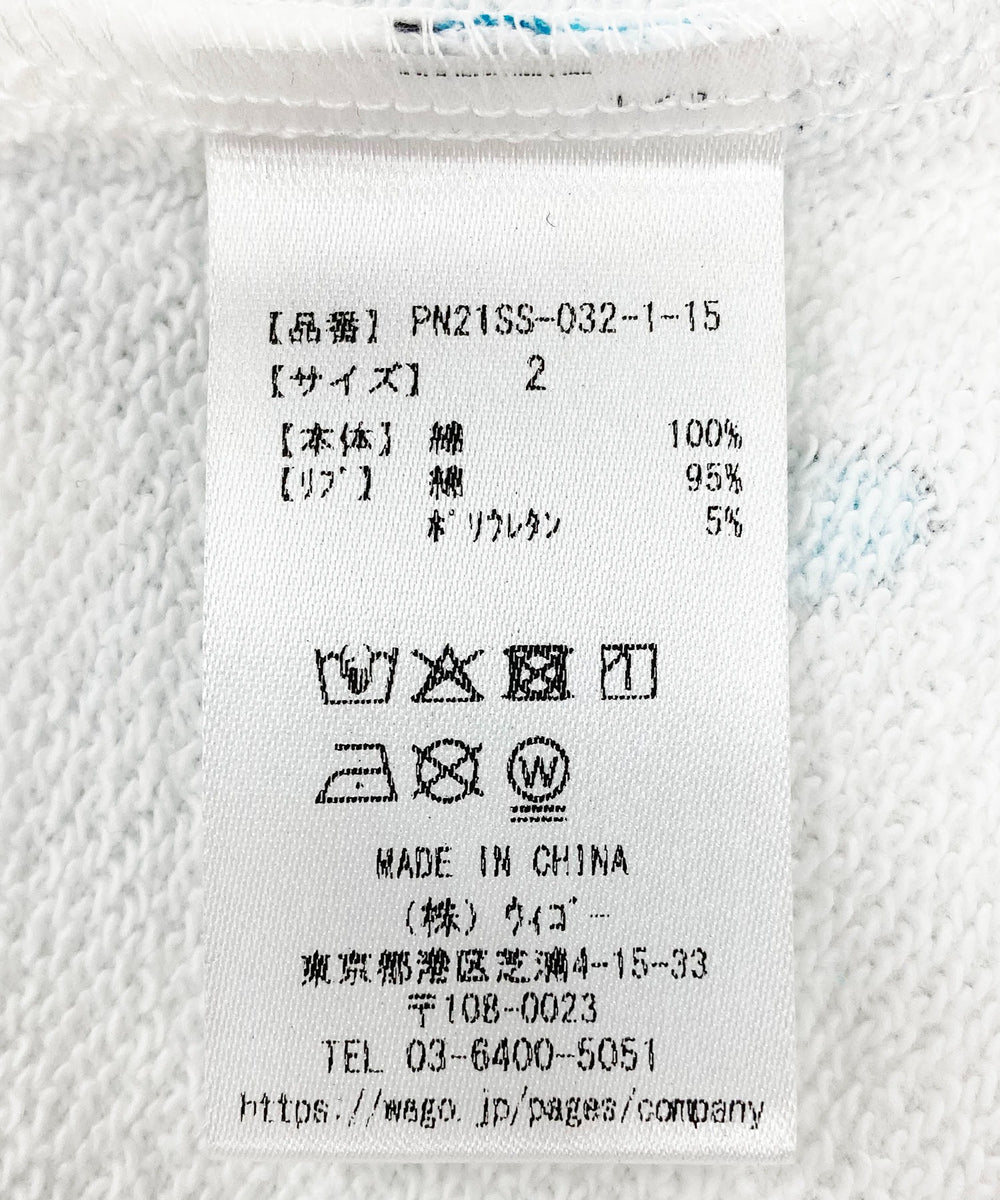 【品番】 PN21SS-032-1-15
【サイズ】 2
【本体】 綿 100%
【ﾘﾌﾞ】 綿 95%
ﾎﾟﾘｳﾚﾀﾝ 5%
W
MADE IN CHINA
(株) ｳｨｺﾞｰ
東京都港区芝浦4-15-33
〒108-0023
TEL 03-6400-5051
https://wego.jp/pages/company